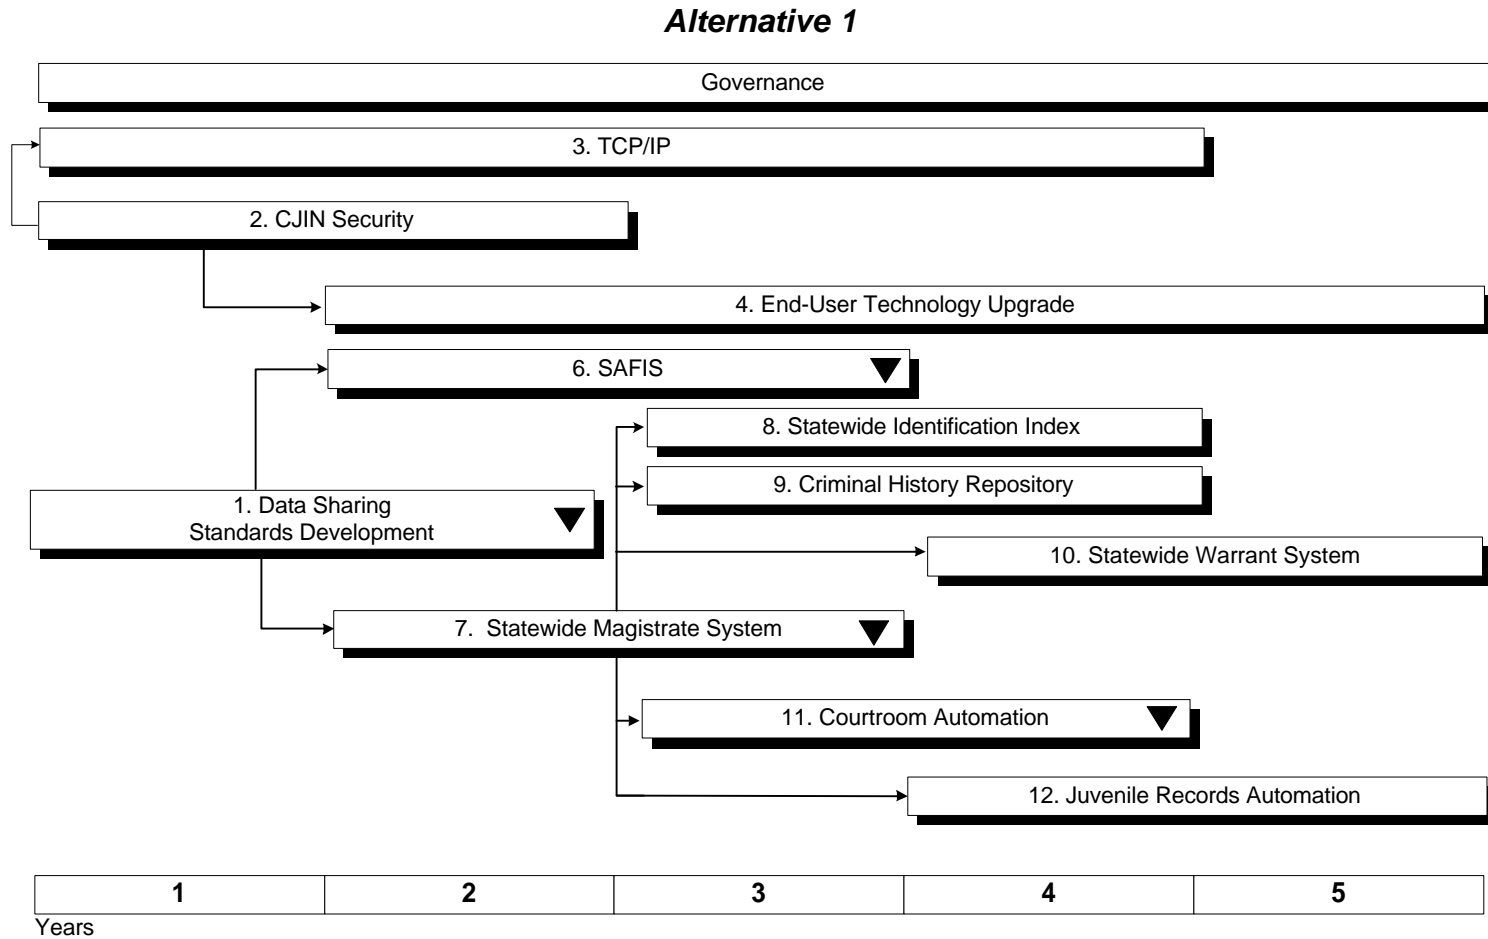 Alternative 1
Governance
3. TCP/IP
2. CJIN Security
4. End-User Technology Upgrade
6. SAFIS
8. Statewide Identification Index
9. Criminal History Repository
1. Data Sharing
Standards Development
10. Statewide Warrant System
7. Statewide Magistrate System
11. Courtroom Automation
12. Juvenile Records Automation
1 2 3 4 5
Years